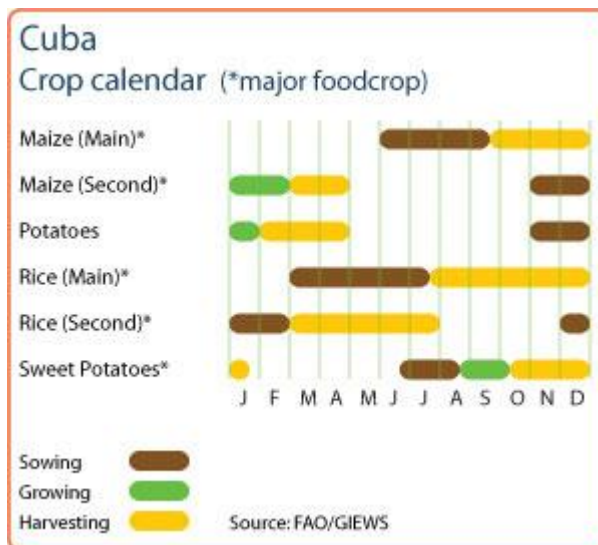 Cuba
Crop calendar (*major foodcrop)
Maize (Main)*
Maize (Second)*
Potatoes
Rice (Main)*
Rice (Second)*
Sweet Potatoes*
J F M A M J J A S O N D
Sowing
Growing
Harvesting Source: FAO/GIEWS